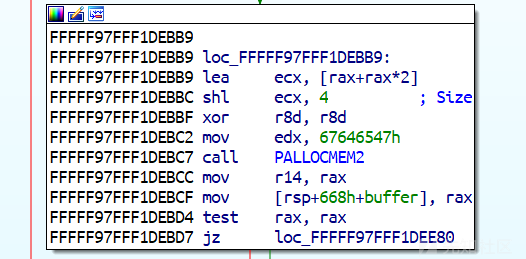 FFFFF97FFF1DEBB9
FFFFF97FFF1DEBB9 loc_FFFFF97FFF1DEBB9:
FFFFF97FFF1DEBB9 lea ecx, [rax+rax*2]
FFFFF97FFF1DEBBC shl ecx, 4 ; Size
FFFFF97FFF1DEBBF xor r8d, r8d
FFFFF97FFF1DEBC2 mov edx, 67646547h
FFFFF97FFF1DEBC7 call PALLOCMEM2
FFFFF97FFF1DEBCC mov r14, rax
FFFFF97FFF1DEBCF mov [rsp+668h+buffer], rax
FFFFF97FFF1DEBD4 test rax, rax
FFFFF97FFF1DEBD7 jz loc_FFFFF97FFF1DEE80